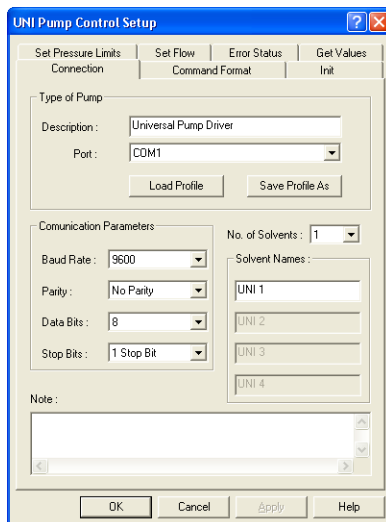 UNI Pump Control Setup
Set Pressure Limits Set Flow Error Status Get Values
Connection Command Format Init
Type of Pump
Description : Universal Pump Driver
Port : COM1
Load Profile Save Profile As
Comunication Parameters
No. of Solvents : 1
Baud Rate : 9600
Solvent Names :
Parity : No Parity
UNI 1
Data Bits : 8
UNI 2
Stop Bits : 1 Stop Bit
UNI 3
UNI 4
Note :
OK Cancel Apply Help